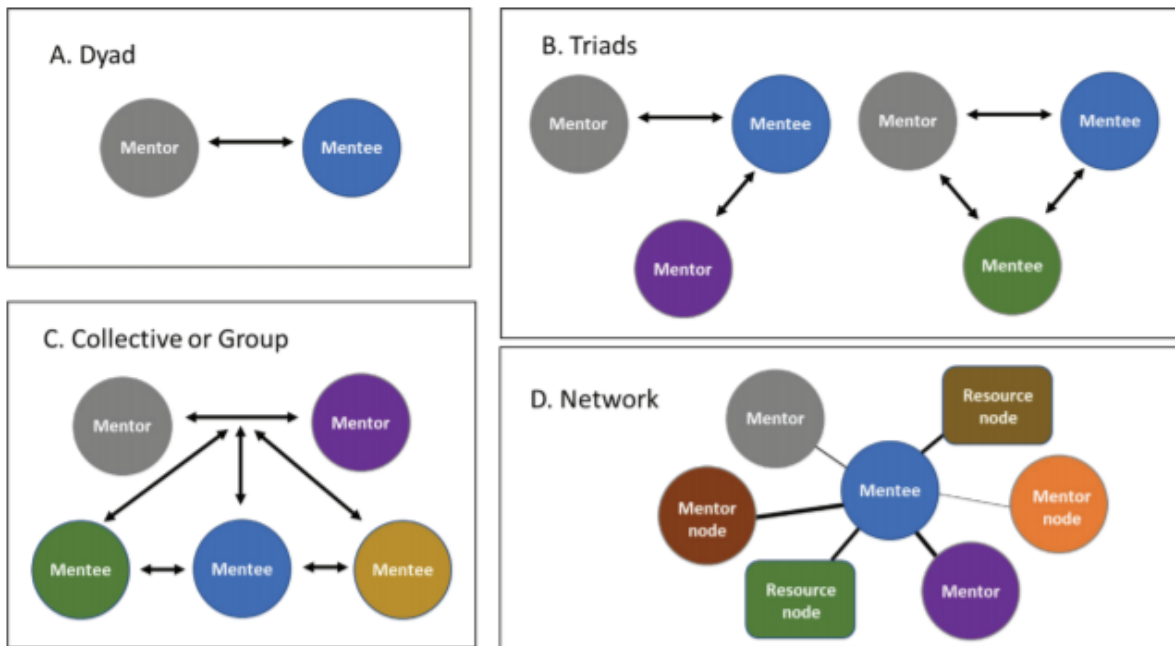 A. Dyad
Mentor
Mentee
B. Triads
Mentor
Mentee
Mentor
Mentor
Mentee
Mentee
C. Collective or Group
Mentor
Mentor
Mentee
Mentee
Mentee
D. Network
Mentor
Resource
node
Mentee
Mentor
node
Mentor
node
Resource
node
Mentor